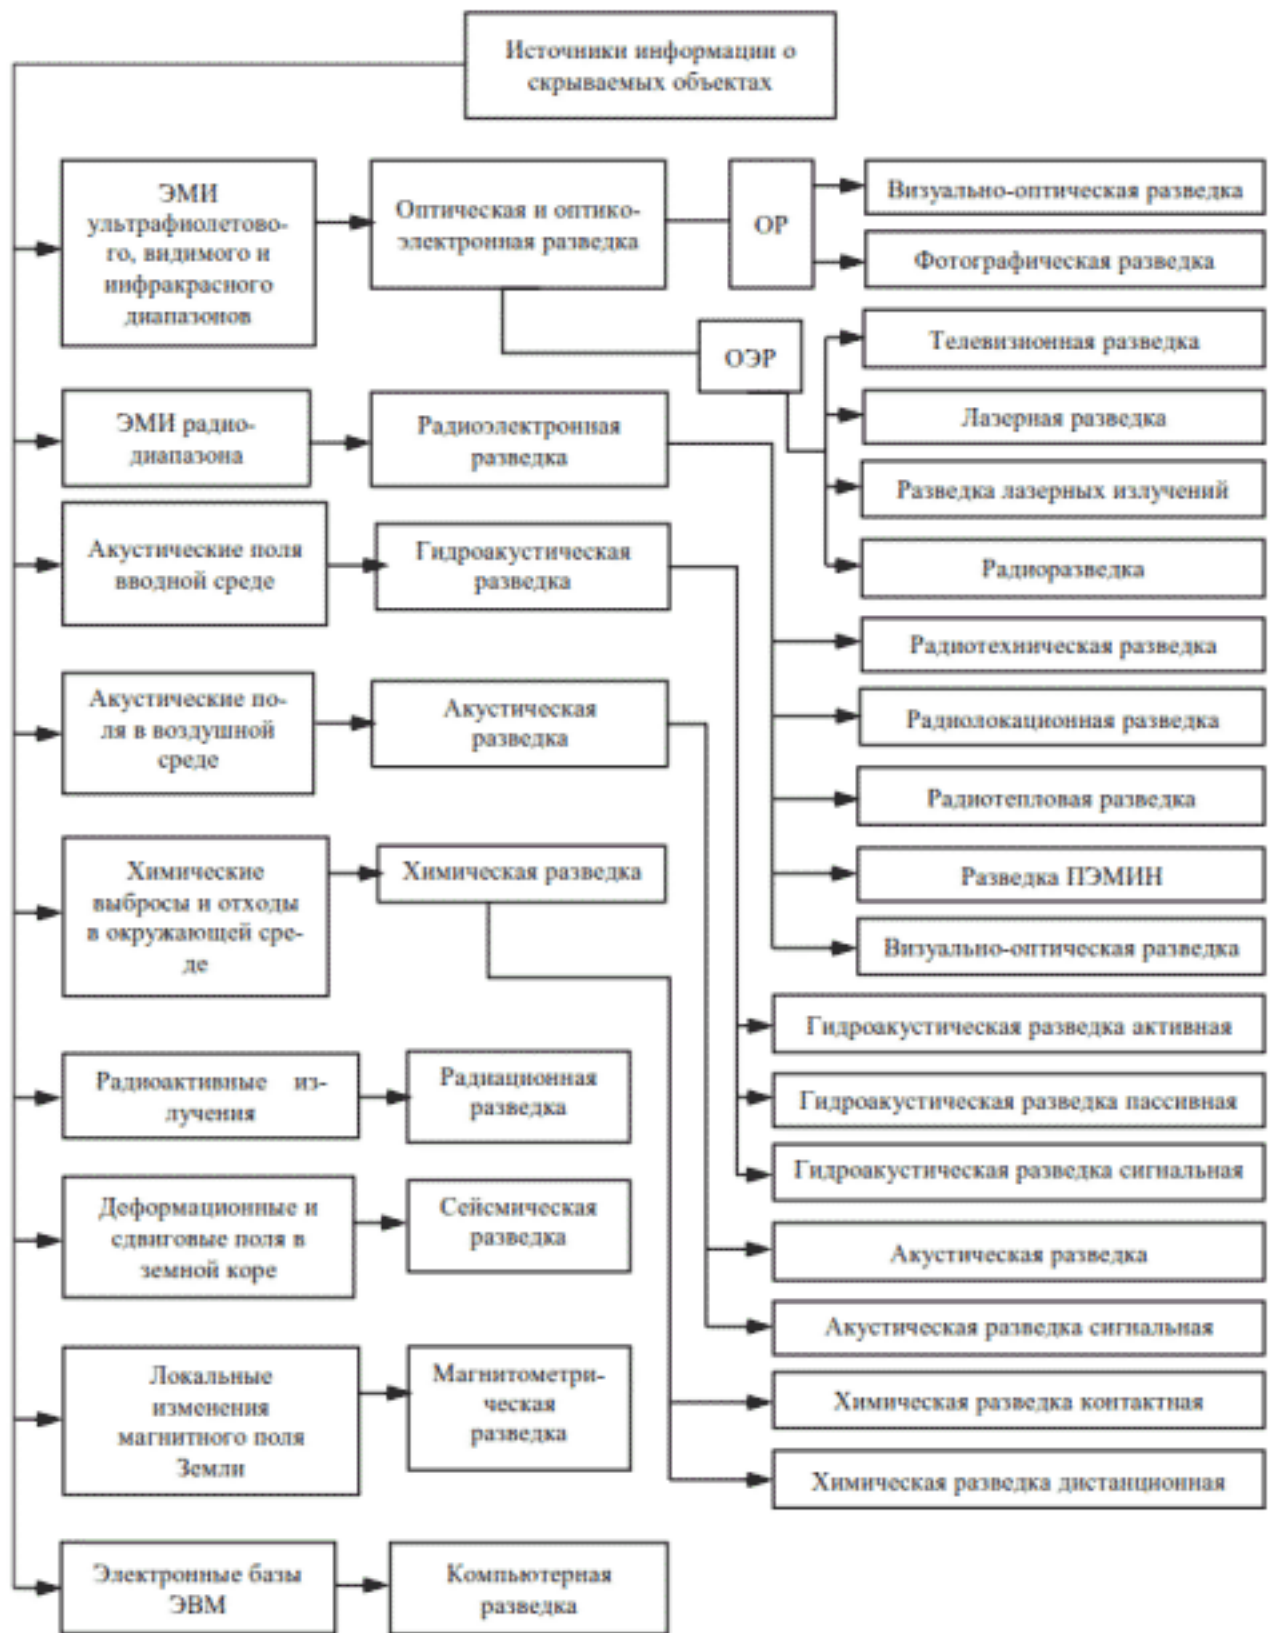 Источники информации о
скрываемых объектах
ЭМИ
ультрафиолетово-
го, видимого и
инфракрасного
диапазонов
Оптическая и оптико-
электронная разведка
ОР
Визуально-оптическая разведка
Фотографическая разведка
ОЭР
Телевизионная разведка
Лазерная разведка
Разведка лазерных излучений
Радиоразведка
ЭМИ радио-
диапазона
Радиоэлектронная
разведка
Радиотехническая разведка
Радиолокационная разведка
Радиотепловая разведка
Разведка ПЭМИН
Визуально-оптическая разведка
Акустические поля
вводной среде
Гидроакустическая
разведка
Гидроакустическая разведка активная
Гидроакустическая разведка пассивная
Гидроакустическая разведка сигнальная
Акустические по-
ля в воздушной
среде
Акустическая
разведка
Акустическая разведка
Акустическая разведка сигнальная
Химические
выбросы и отходы
в окружающей сре-
де
Химическая разведка
Химическая разведка контактная
Химическая разведка дистанционная
Радиоактивные из-
лучения
Радиационная
разведка
Деформационные и
сдвиговые поля в
земной коре
Сейсмическая
разведка
Локальные
изменения
магнитного поля
Земли
Магнитометри-
ческая
разведка
Электронные базы
ЭВМ
Компьютерная
разведка